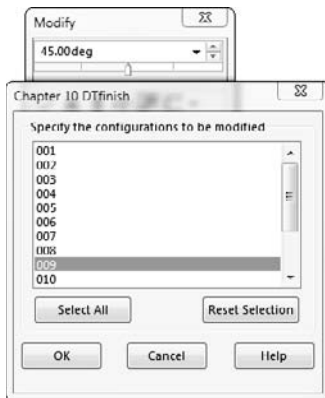 Modify
45.00deg
Chapter 10 DTfinish
Specify the configurations to be modified
001
002
003
004
005
006
007
008
009
010
Select All Reset Selection
OK Cancel Help